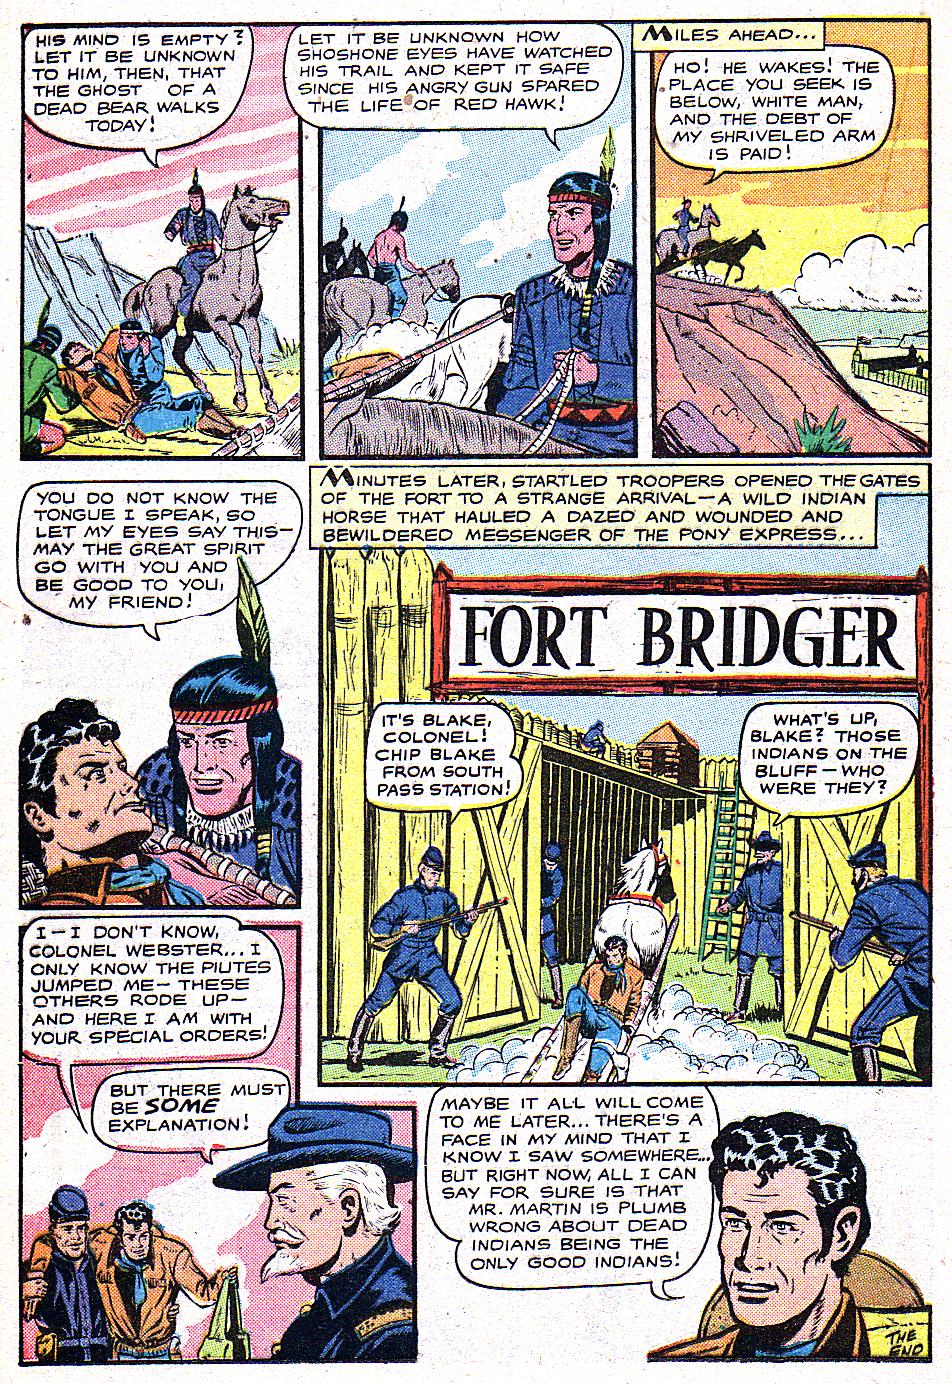 HIS MIND IS EMPTY?
LET IT BE UNKNOWN
TO HIM, THEN, THAT
THE GHOST OF A
DEAD BEAR WALKS
TODAY!
LET IT BE UNKNOWN HOW
SHOSHONE EYES HAVE WATCHED
HIS TRAIL AND KEPT IT SAFE
SINCE HIS ANGRY GUN SPARED
THE LIFE OF RED HAWK!
MILES AHEAD...
HO! HE WAKES! THE
PLACE YOU SEEK IS
BELOW, WHITE MAN,
AND THE DEBT OF
MY SHRIVELED ARM
IS PAID!
YOU DO NOT KNOW THE
TONGUE I SPEAK, SO
LET MY EYES SAY THIS—
MAY THE GREAT SPIRIT
GO WITH YOU AND
BE GOOD TO YOU,
MY FRIEND!
MINUTES LATER, STARTLED TROOPERS OPENED THE GATES
OF THE FORT TO A STRANGE ARRIVAL—A WILD INDIAN
HORSE THAT HAULED A DAZED AND WOUNDED AND
BEWILDERED MESSENGER OF THE PONY EXPRESS...
FORT BRIDGER
IT'S BLAKE,
COLONEL!
CHIP BLAKE
FROM SOUTH
PASS STATION!
WHAT'S UP,
BLAKE? THOSE
INDIANS ON THE
BLUFF—WHO
WERE THEY?
I—I DON'T KNOW,
COLONEL WEBSTER... I
ONLY KNOW THE PIUTES
JUMPED ME—THESE
OTHERS RODE UP—
AND HERE I AM WITH
YOUR SPECIAL ORDERS!
BUT THERE MUST
BE SOME
EXPLANATION!
MAYBE IT ALL WILL COME
TO ME LATER... THERE'S A
FACE IN MY MIND THAT I
KNOW I SAW SOMEWHERE...
BUT RIGHT NOW, ALL I CAN
SAY FOR SURE IS THAT
MR. MARTIN IS PLUMB
WRONG ABOUT DEAD
INDIANS BEING THE
ONLY GOOD INDIANS!
THE
END